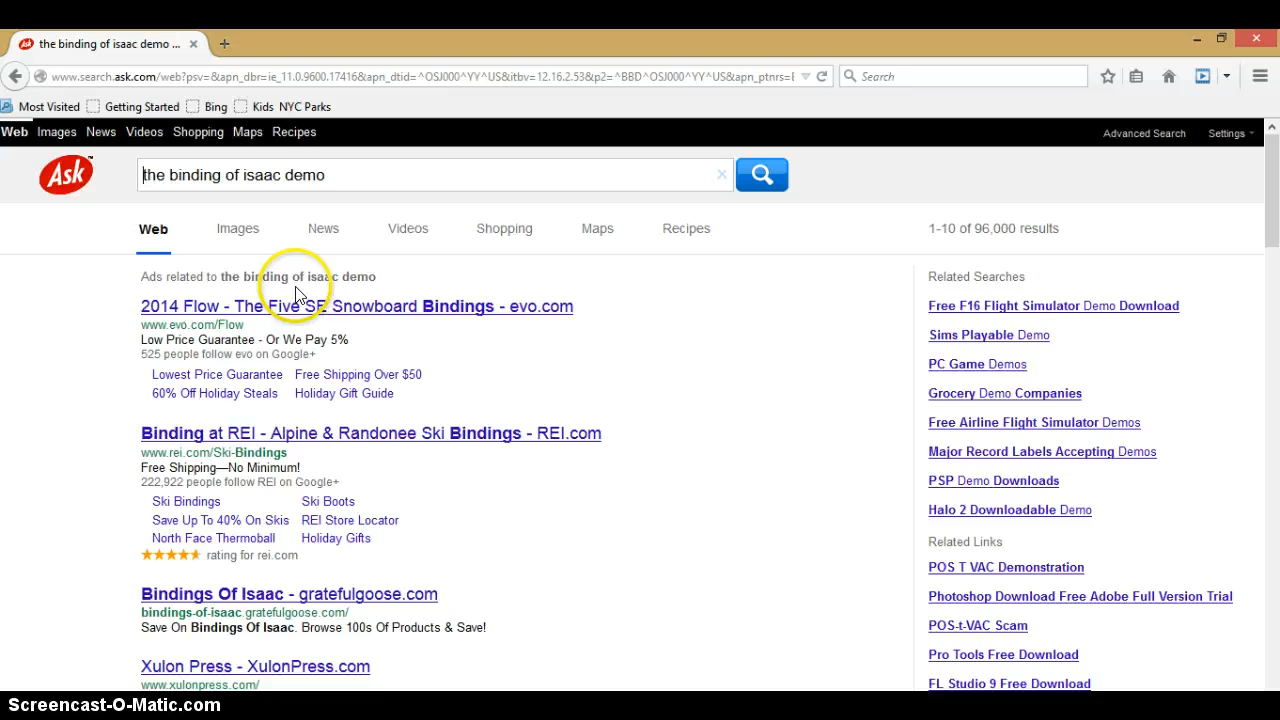 the binding of isaac demo ...
www.search.ask.com/web?psv=&apn_dbr=ie_11.0.9600.17416&apn_dtid=^OSJ000^YY^US&itbv=12.16.2.53&p2=^BBD^OSJ000^YY^US&apn_ptnrs=E
Search
Most Visited Getting Started Bing Kids NYC Parks
Web Images News Videos Shopping Maps Recipes Advanced Search Settings
Ask the binding of isaac demo
Web Images News Videos Shopping Maps Recipes 1-10 of 96,000 results
Ads related to the binding of isaac demo
2014 Flow - The Five SE Snowboard Bindings - evo.com
www.evo.com/Flow
Low Price Guarantee - Or We Pay 5%
525 people follow evo on Google+
Lowest Price Guarantee Free Shipping Over $50
60% Off Holiday Steals Holiday Gift Guide
Binding at REI - Alpine & Randonee Ski Bindings - REI.com
www.rei.com/Ski-Bindings
Free Shipping—No Minimum!
222,922 people follow REI on Google+
Ski Bindings Ski Boots
Save Up To 40% On Skis REI Store Locator
North Face Thermoball Holiday Gifts
rating for rei.com
Bindings Of Isaac - gratefulgoose.com
bindings-of-isaac.gratefulgoose.com/
Save On Bindings Of Isaac. Browse 100s Of Products & Save!
Xulon Press - XulonPress.com
www.xulonpress.com/
Related Searches
Free F16 Flight Simulator Demo Download
Sims Playable Demo
PC Game Demos
Grocery Demo Companies
Free Airline Flight Simulator Demos
Major Record Labels Accepting Demos
PSP Demo Downloads
Halo 2 Downloadable Demo
Related Links
POS T VAC Demonstration
Photoshop Download Free Adobe Full Version Trial
POS-t-VAC Scam
Pro Tools Free Download
FL Studio 9 Free Download
Screencast-O-Matic.com